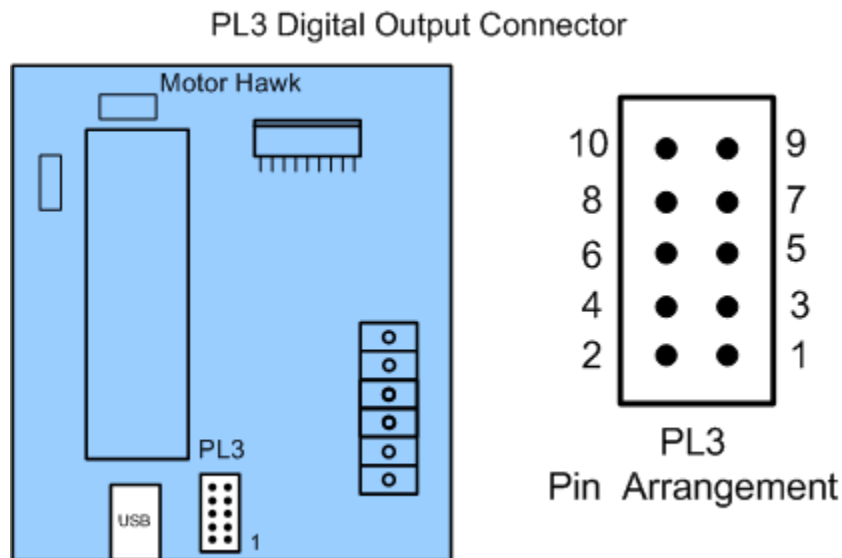 PL3 Digital Output Connector
Motor Hawk
PL3
USB
1
10 9
8 7
6 5
4 3
2 1
PL3
Pin Arrangement